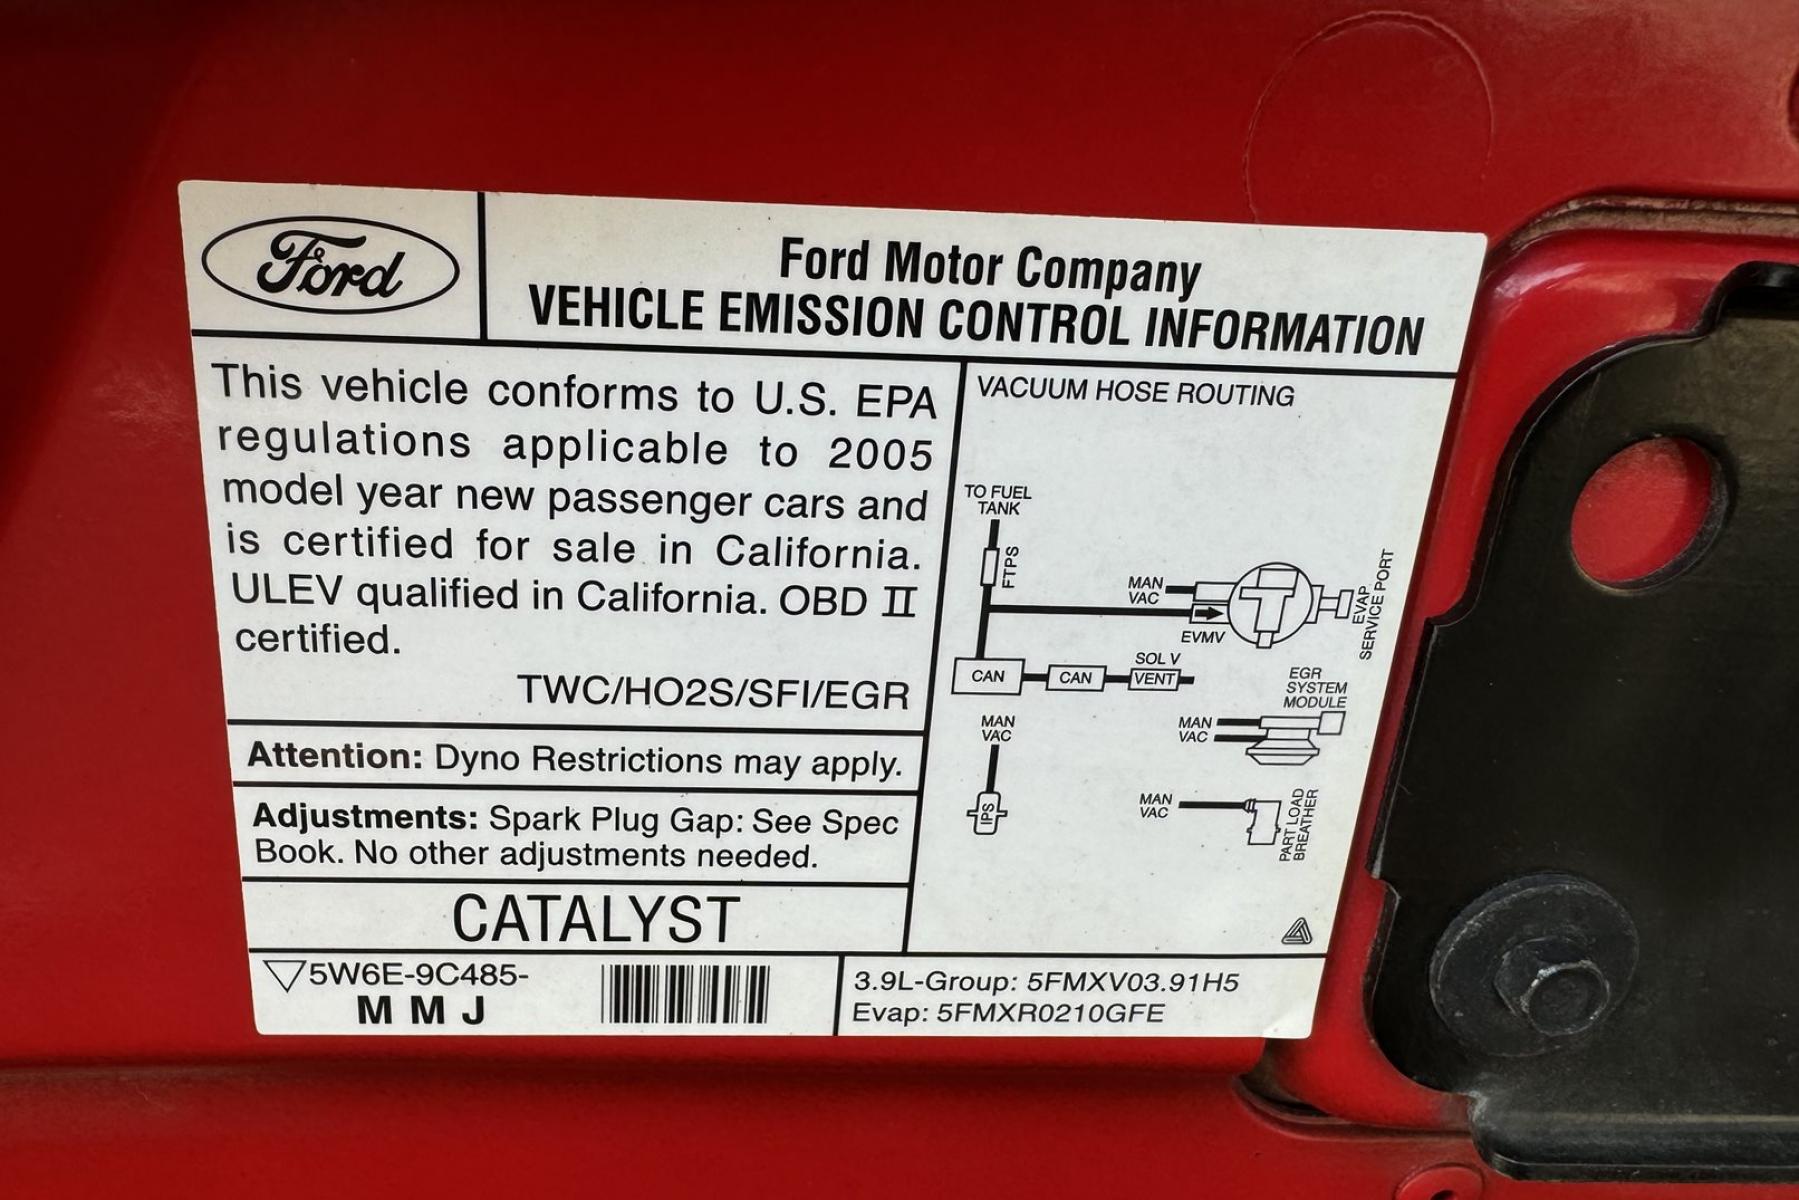 Ford
Ford Motor Company
VEHICLE EMISSION CONTROL INFORMATION
This vehicle conforms to U.S. EPA
regulations applicable to 2005
model year new passenger cars and
is certified for sale in California.
ULEV qualified in California. OBD II
certified.
TWC/HO2S/SFI/EGR
Attention: Dyno Restrictions may apply.
Adjustments: Spark Plug Gap: See Spec
Book. No other adjustments needed.
CATALYST
5W6E-9C485-
M M J
VACUUM HOSE ROUTING
TO FUEL
TANK
FTPS
MAN
VAC
EVMV
EVAP
SERVICE PORT
CAN
CAN
SOL V
VENT
EGR
SYSTEM
MODULE
MAN
VAC
MAN
VAC
IPS
MAN
VAC
PART LOAD
BREATHER
3.9L-Group: 5FMXV03.91H5
Evap: 5FMXR0210GFE